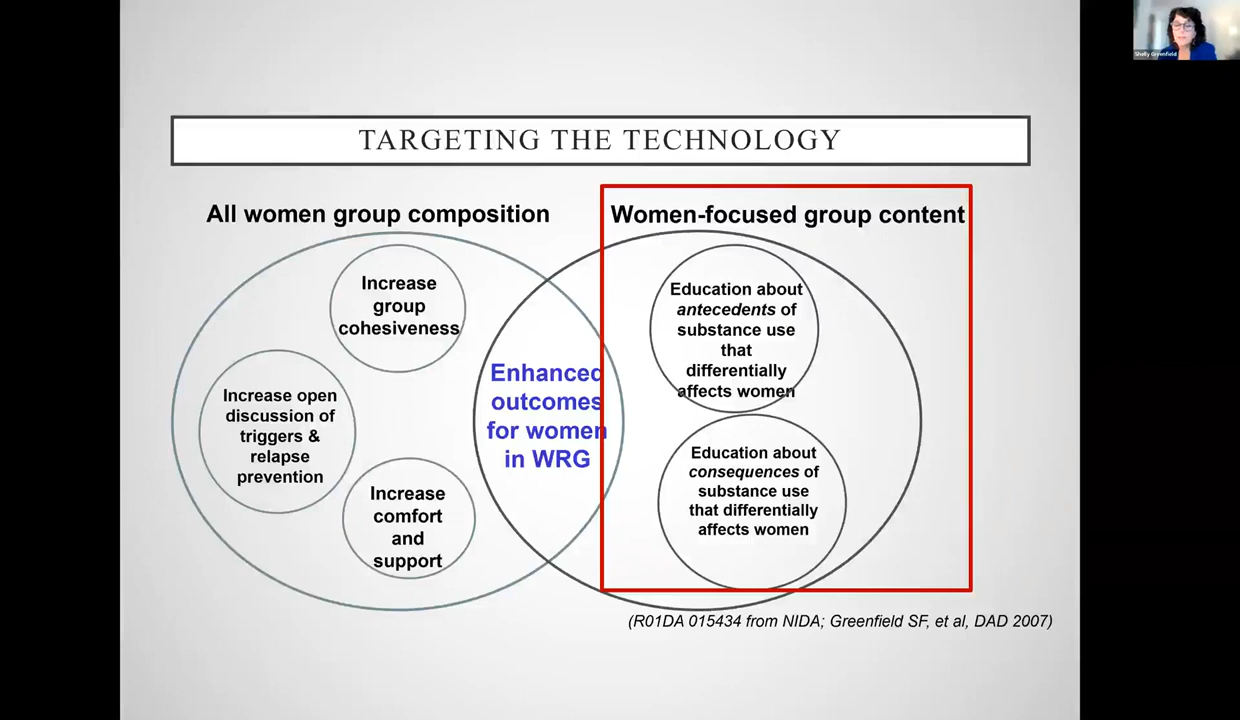 Shelly Greenfield
TARGETING THE TECHNOLOGY
All women group composition
Increase
group
cohesiveness
Increase open
discussion of
triggers &
relapse
prevention
Increase
comfort
and
support
Enhanced
outcomes
for women
in WRG
Women-focused group content
Education about
antecedents of
substance use
that
differentially
affects women
Education about
consequences of
substance use
that differentially
affects women
(R01DA 015434 from NIDA; Greenfield SF, et al, DAD 2007)